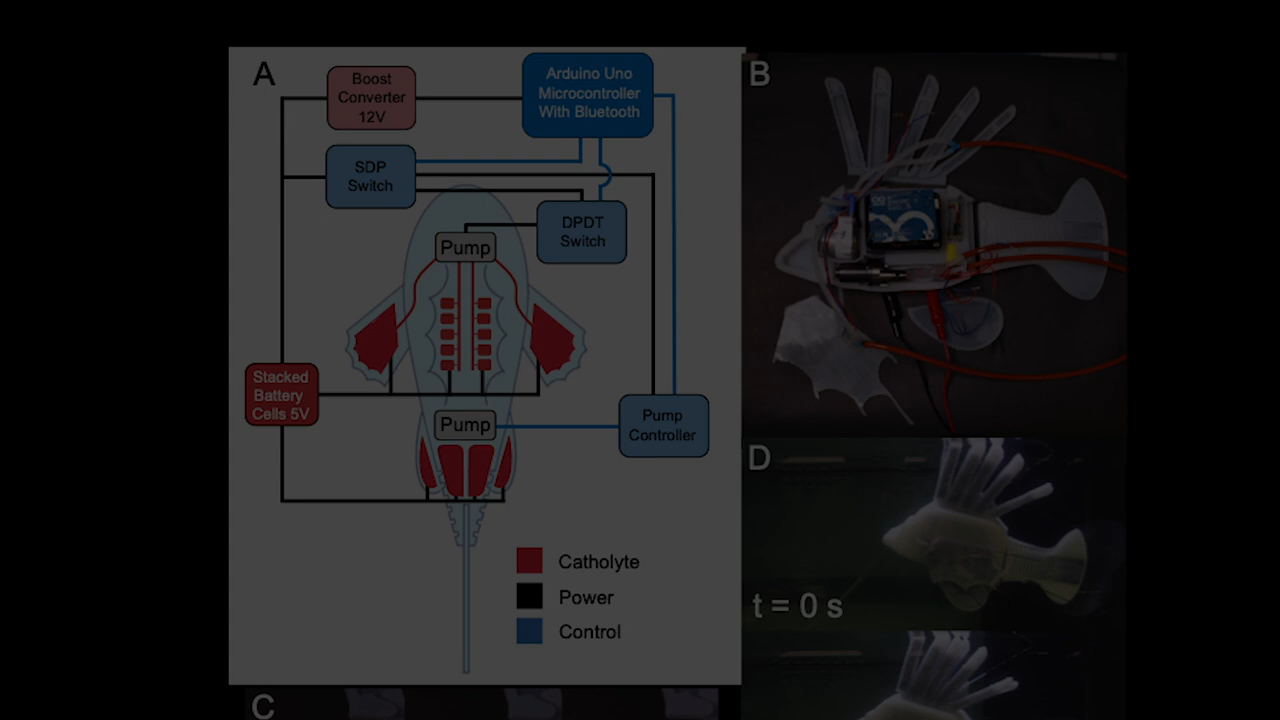 A
Boost
Converter
12V
Arduino Uno
Microcontroller
With Bluetooth
SDP
Switch
DPDT
Switch
Pump
Stacked
Battery
Cells 5V
Pump
Pump
Controller
Catholyte
Power
Control
B
D
t = 0 s
C